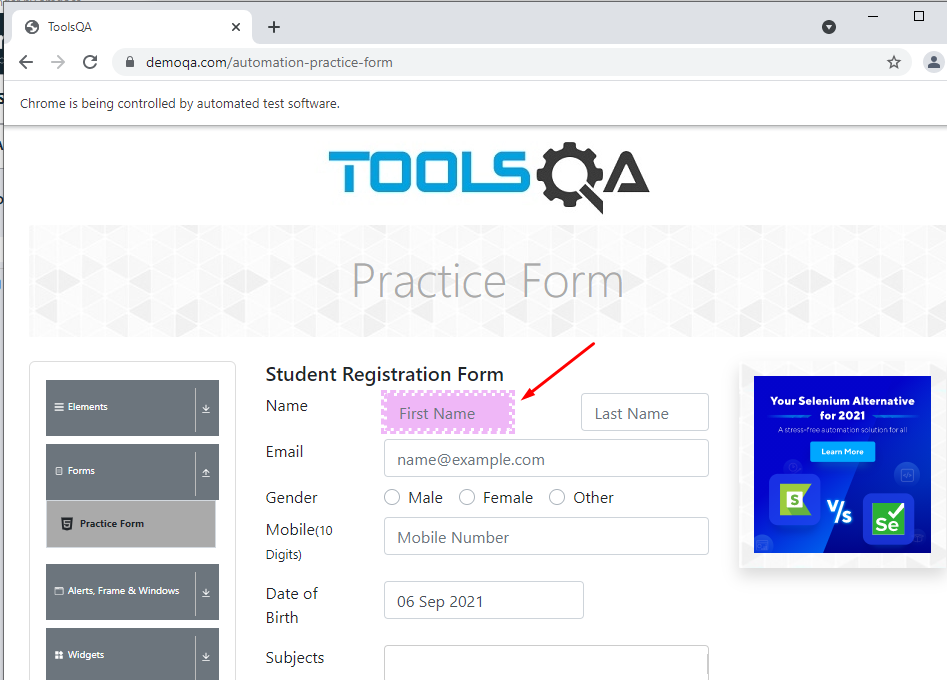 ToolsQA
demoqa.com/automation-practice-form
Chrome is being controlled by automated test software.
TOOLSQA
Practice Form
Elements
Forms
Practice Form
Alerts, Frame & Windows
Widgets
Student Registration Form
Name
First Name
Last Name
Email
name@example.com
Gender
Male
Female
Other
Mobile(10
Digits)
Mobile Number
Date of
Birth
06 Sep 2021
Subjects
Your Selenium Alternative
for 2021
A stress-free automation solution for all
Learn More
S
V/s
Se